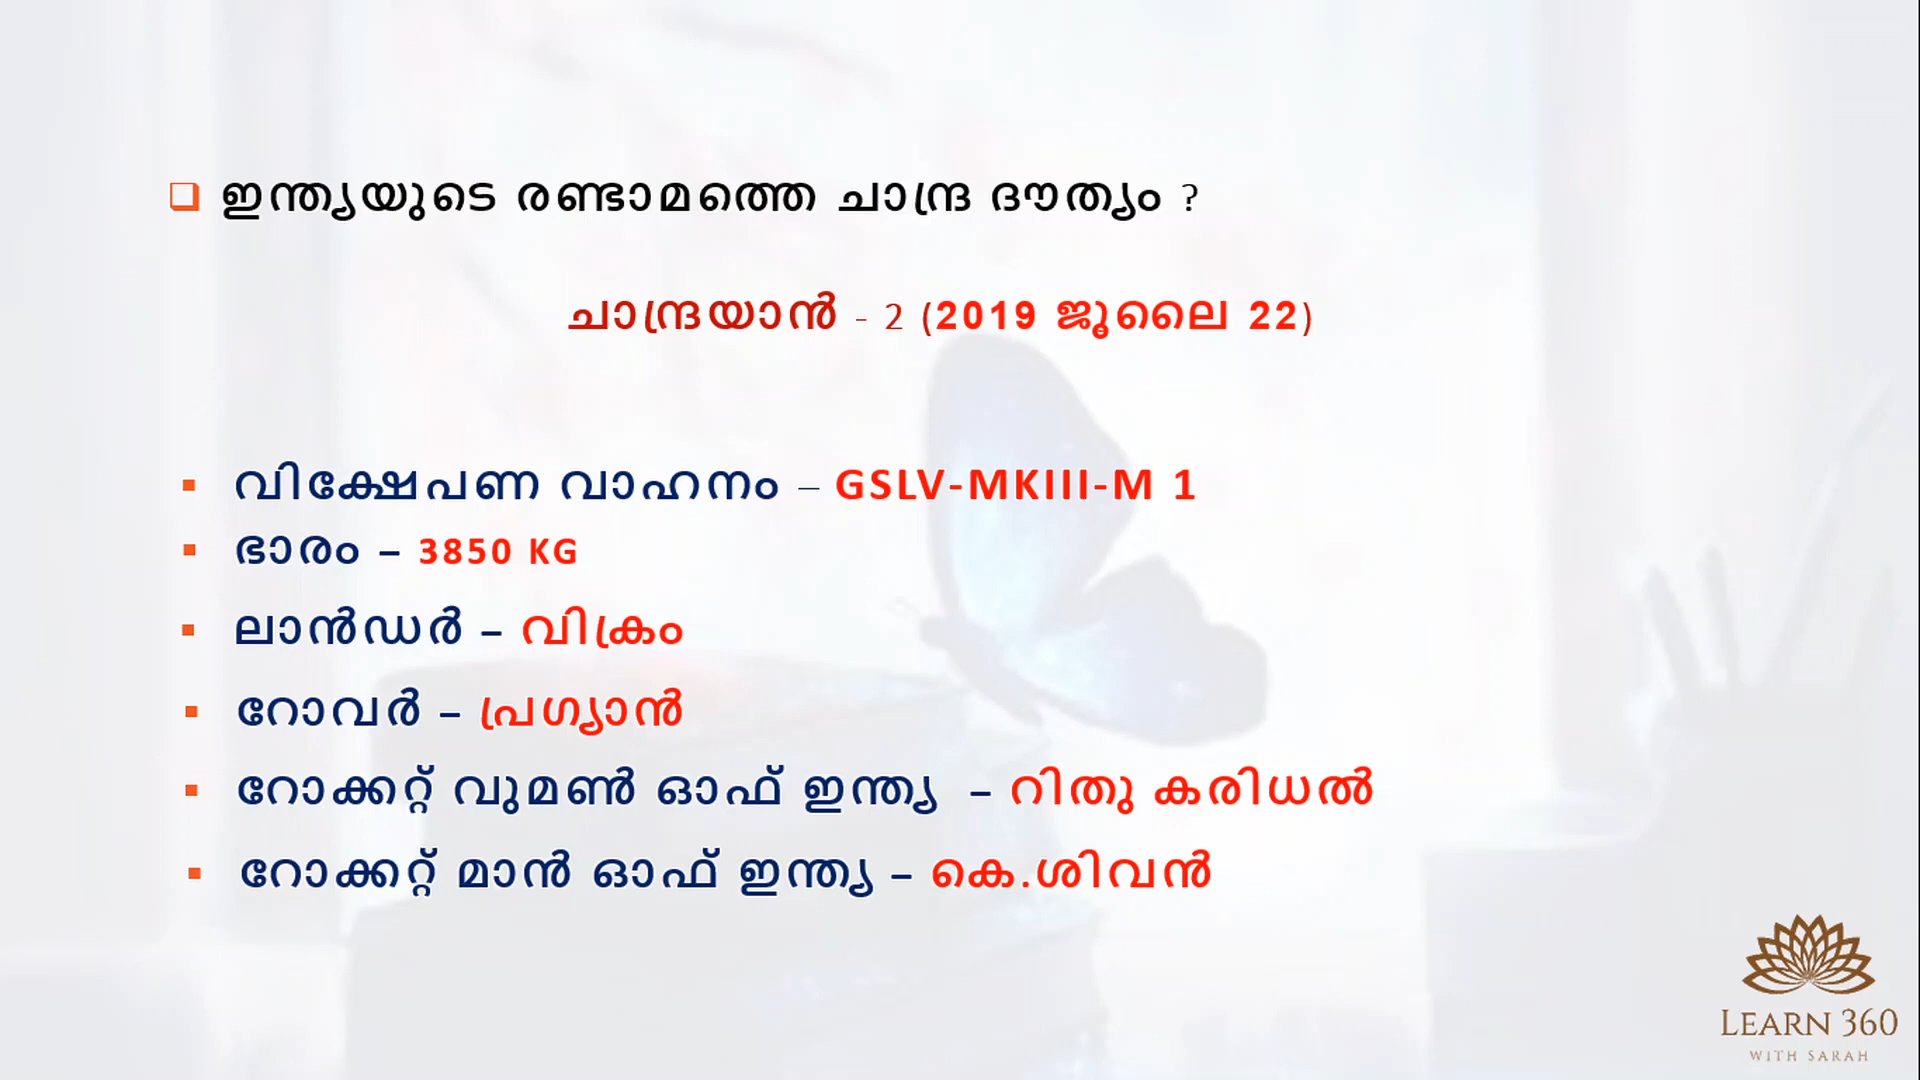 ഇന്ത്യയുടെ രണ്ടാമത്തെ ചാന്ദ്ര ദൗത്യം ?
ചാന്ദ്രയാൻ - 2 (2019 ജൂലൈ 22)
വിക്ഷേപണ വാഹനം – GSLV-MKIII-M 1
ഭാരം – 3850 KG
ലാൻഡർ – വിക്രം
റോവർ – പ്രഗ്യാൻ
റോക്കറ്റ് വുമൺ ഓഫ് ഇന്ത്യ – റിതു കരിധൽ
റോക്കറ്റ് മാൻ ഓഫ് ഇന്ത്യ – കെ.ശിവൻ
LEARN 360
WITH SARAH